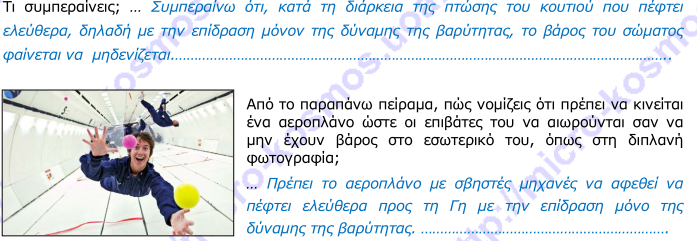 Τι συμπεραίνεις; … Συμπεραίνω ότι, κατά τη διάρκεια της πτώσης του κουτιού που πέφτει
ελεύθερα, δηλαδή με την επίδραση μόνον της δύναμης της βαρύτητας, το βάρος του σώματος
φαίνεται να μηδενίζεται……………………………………………………………………………………………………….
Από το παραπάνω πείραμα, πώς νομίζεις ότι πρέπει να κινείται
ένα αεροπλάνο ώστε οι επιβάτες του να αιωρούνται σαν να
μην έχουν βάρος στο εσωτερικό του, όπως στη διπλανή
φωτογραφία;
… Πρέπει το αεροπλάνο με σβηστές μηχανές να αφεθεί να
πέφτει ελεύθερα προς τη Γη με την επίδραση μόνο της
δύναμης της βαρύτητας. ……………………………………………………….